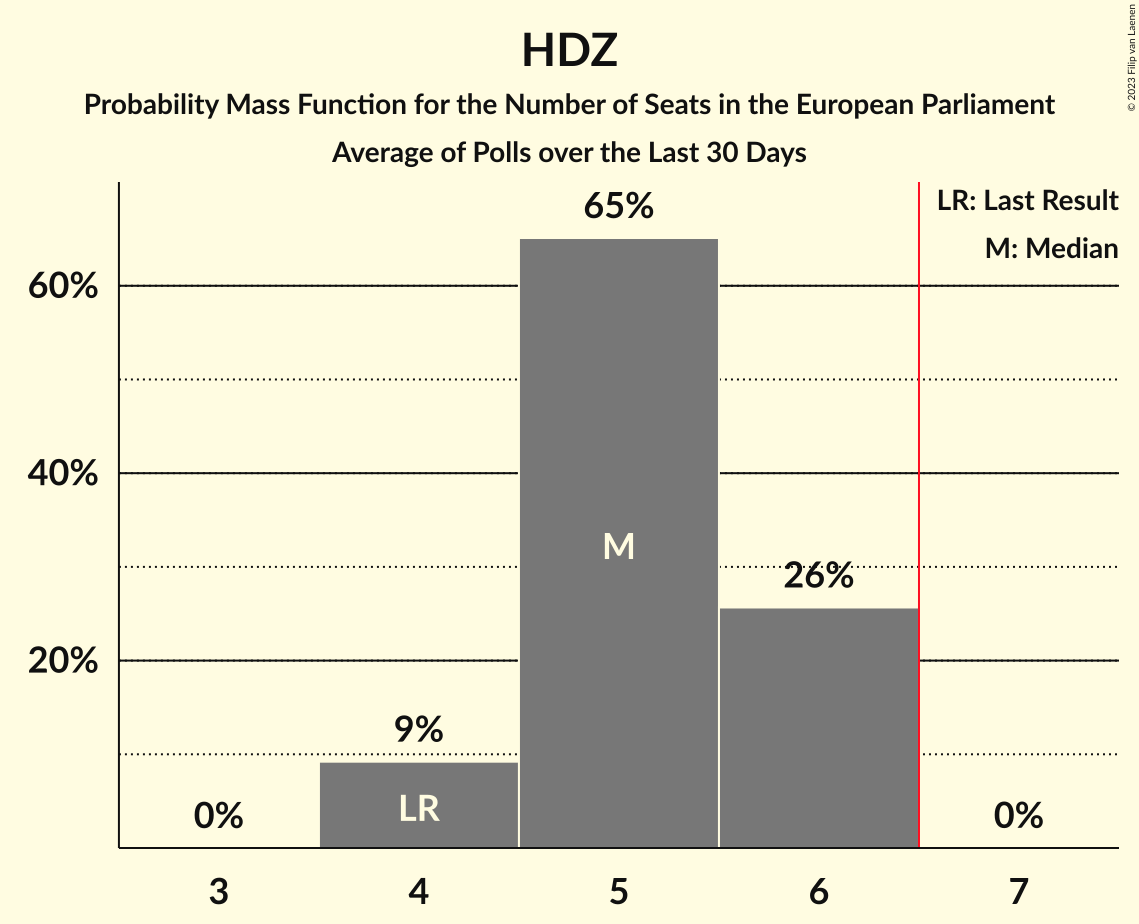 HDZ
Probability Mass Function for the Number of Seats in the European Parliament
Average of Polls over the Last 30 Days
© 2023 Filip van Laenen
LR: Last Result
M: Median
65%
60%
40%
M
26%
20%
9%
LR
0%
0%
3 4 5 6 7